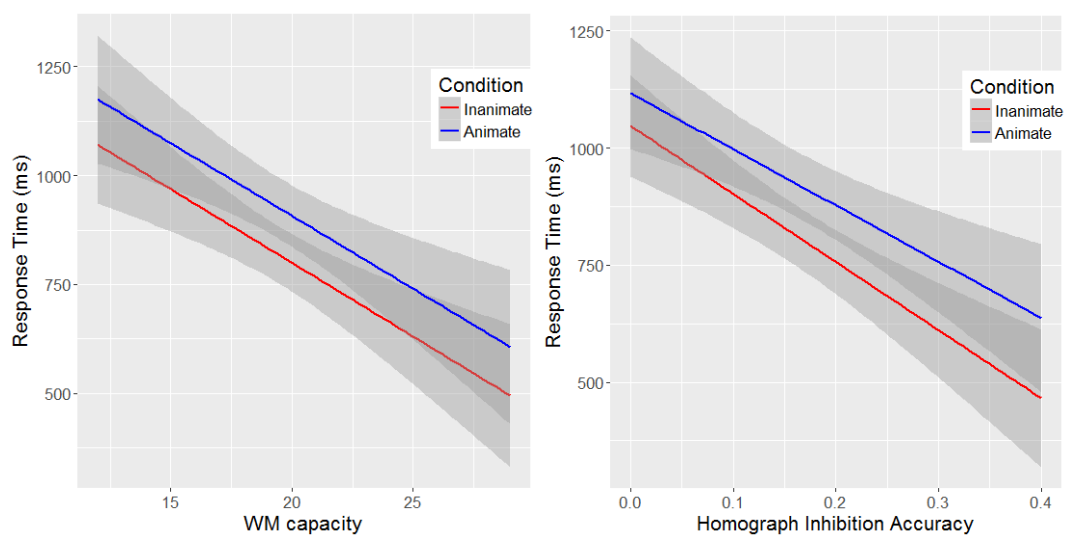 1250
1000
750
500
Response Time (ms)
Condition
Inanimate
Animate
15
20
25
WM capacity
1250
1000
750
500
Response Time (ms)
Condition
Inanimate
Animate
0.0
0.1
0.2
0.3
0.4
Homograph Inhibition Accuracy